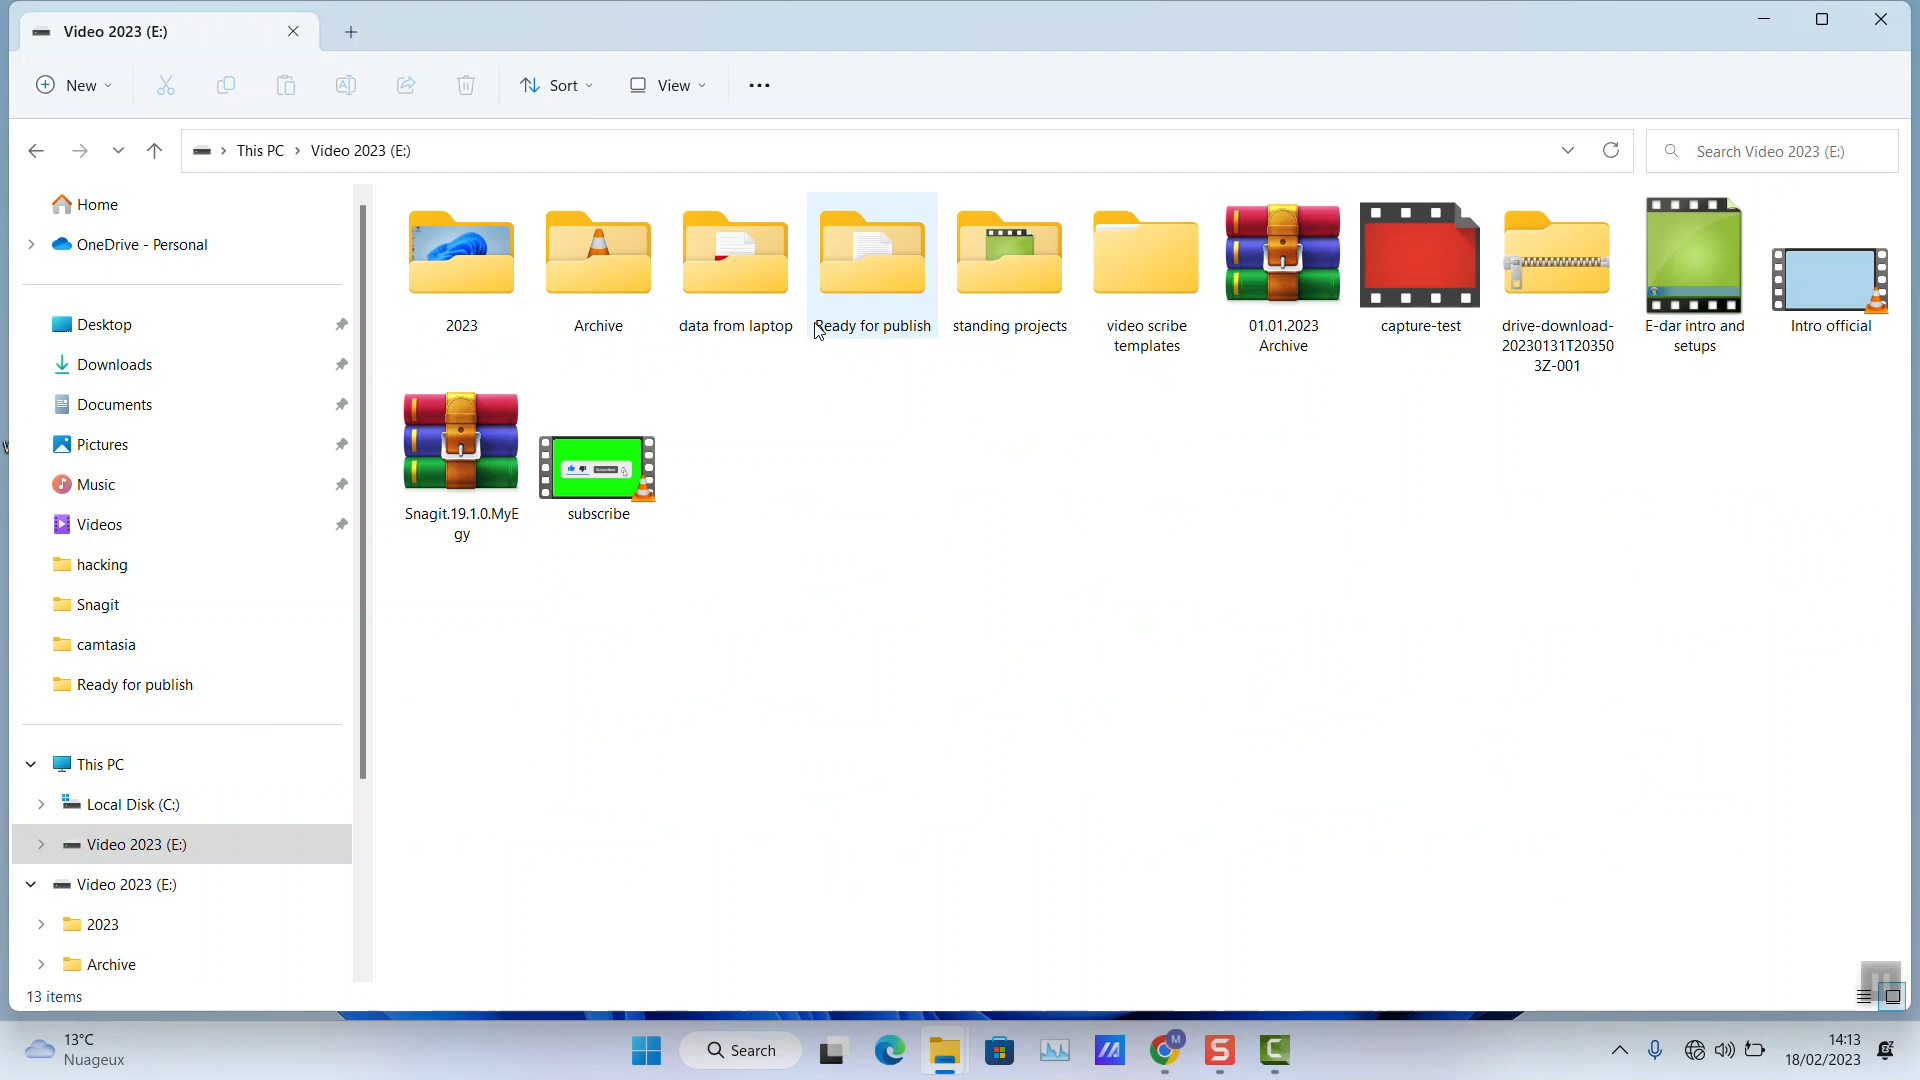 Video 2023 (E:)
New
Sort
View
This PC > Video 2023 (E:)
Search Video 2023 (E:)
Home
OneDrive - Personal
Desktop
Downloads
Documents
Pictures
Music
Videos
hacking
Snagit
camtasia
Ready for publish
This PC
Local Disk (C:)
Video 2023 (E:)
Video 2023 (E:)
2023
Archive
2023
Archive
data from laptop
Ready for publish
standing projects
video scribe
templates
01.01.2023
Archive
capture-test
drive-download-
20230131T20350
3Z-001
E-dar intro and
setups
Intro official
Snagit.19.1.0.MyE
gy
subscribe
13 items
13°C
Nuageux
Search
M
S
C
14:13
18/02/2023